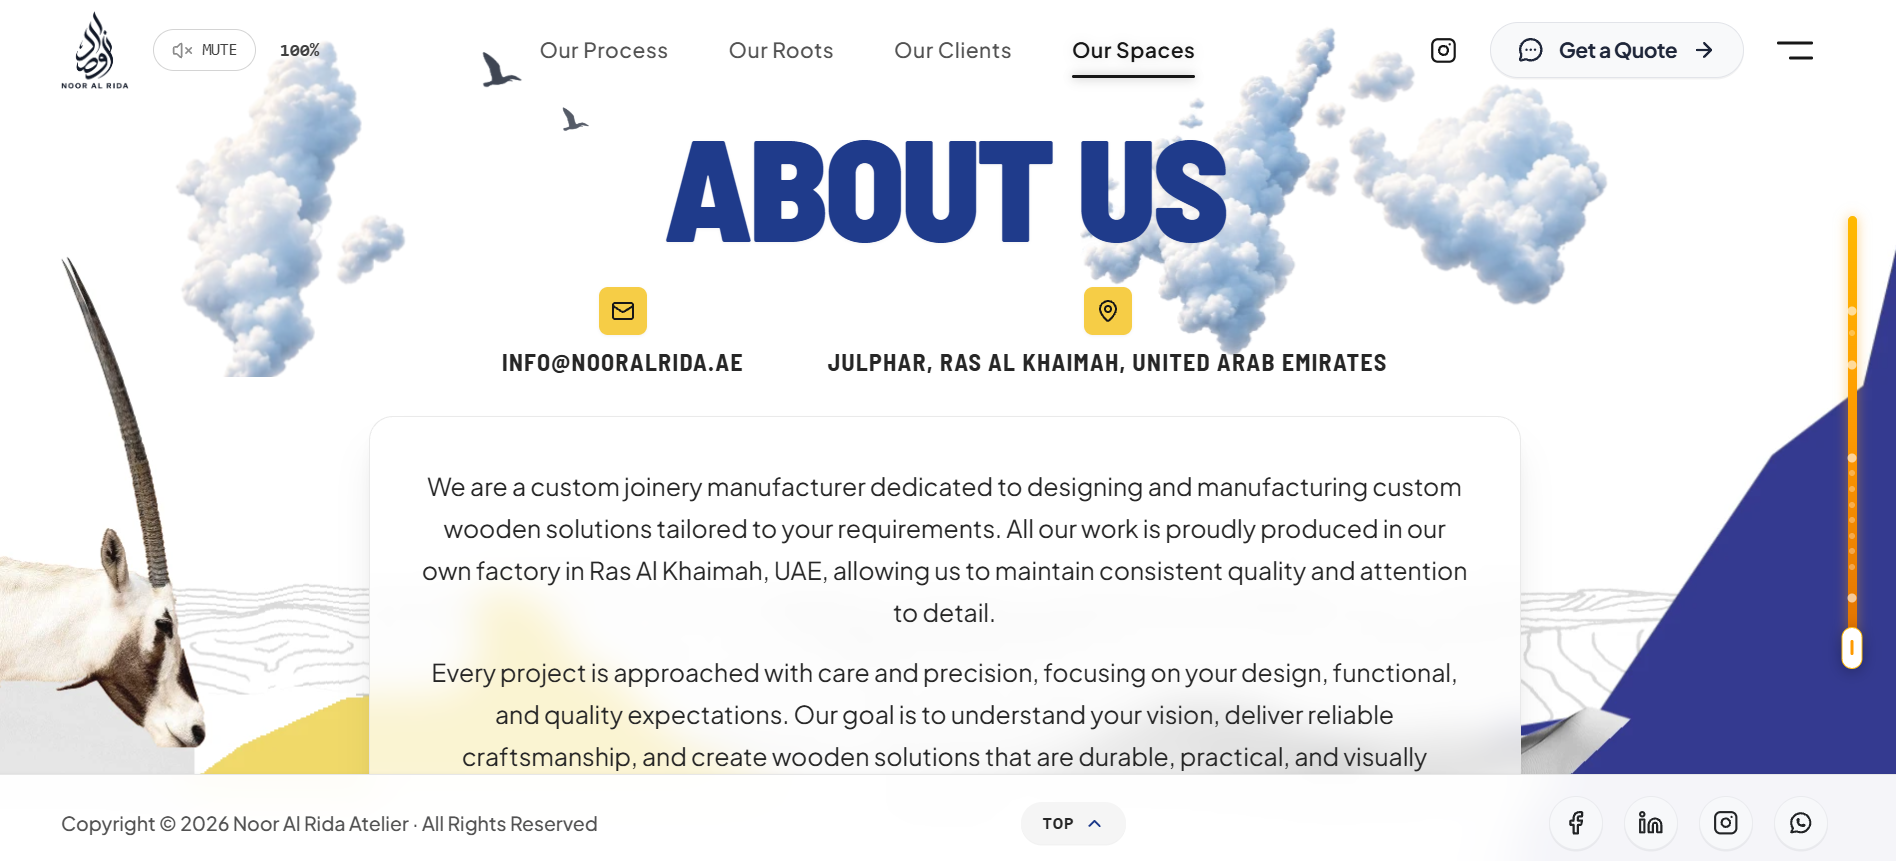 نور الرضا
NOOR AL RIDA
MUTE
100%
Our Process
Our Roots
Our Clients
Our Spaces
Get a Quote
ABOUT US
INFO@NOORALRIDA.AE
JULPHAR, RAS AL KHAIMAH, UNITED ARAB EMIRATES
We are a custom joinery manufacturer dedicated to designing and manufacturing custom
wooden solutions tailored to your requirements. All our work is proudly produced in our
own factory in Ras Al Khaimah, UAE, allowing us to maintain consistent quality and attention
to detail.
Every project is approached with care and precision, focusing on your design, functional,
and quality expectations. Our goal is to understand your vision, deliver reliable
craftsmanship, and create wooden solutions that are durable, practical, and visually
Copyright © 2026 Noor Al Rida Atelier · All Rights Reserved
TOP